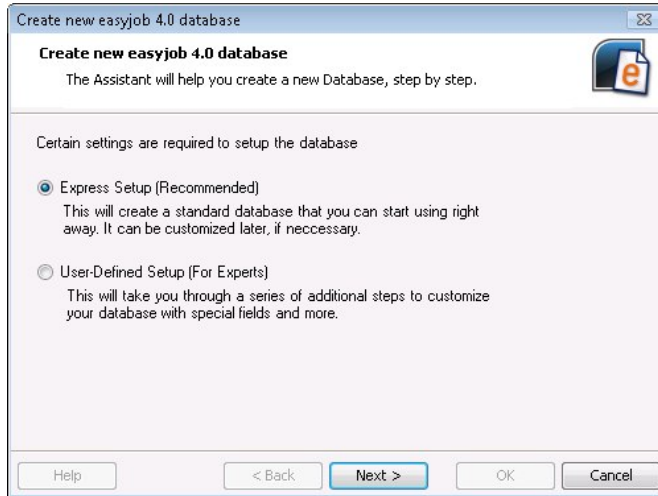 Create new easyjob 4.0 database
Create new easyjob 4.0 database
The Assistant will help you create a new Database, step by step.
e
Certain settings are required to setup the database
Express Setup (Recommended)
This will create a standard database that you can start using right
away. It can be customized later, if neccessary.
User-Defined Setup (For Experts)
This will take you through a series of additional steps to customize
your database with special fields and more.
Help
< Back
Next >
OK
Cancel